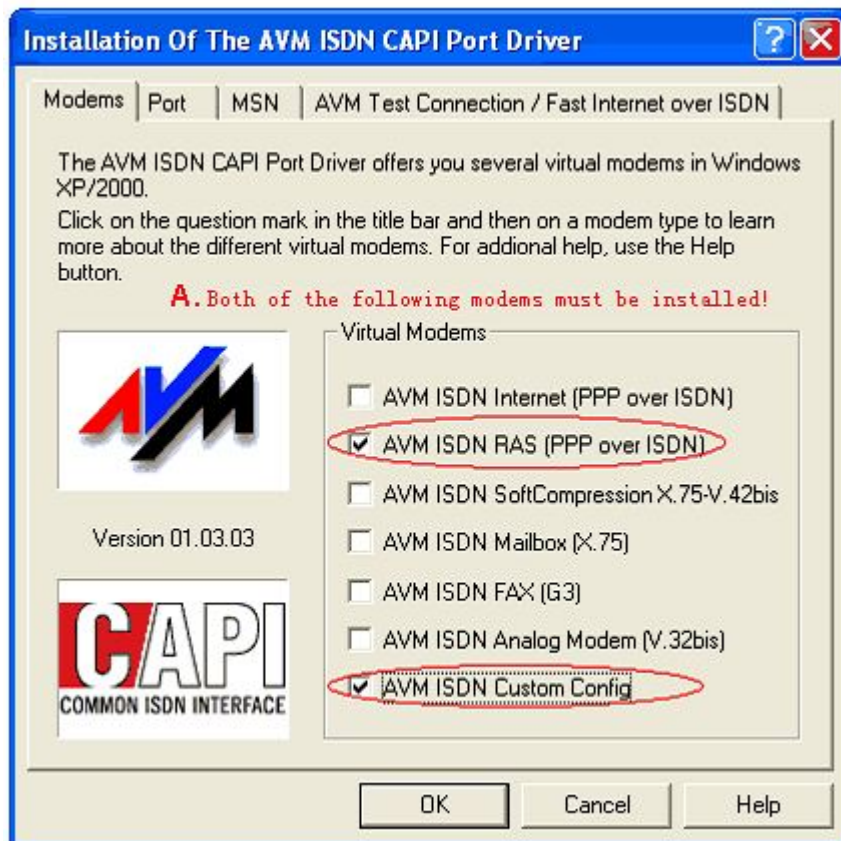 Installation Of The AVM ISDN CAPI Port Driver
Modems
Port
MSN
AVM Test Connection / Fast Internet over ISDN
The AVM ISDN CAPI Port Driver offers you several virtual modems in Windows
XP/2000.
Click on the question mark in the title bar and then on a modem type to learn
more about the different virtual modems. For addional help, use the Help
button.
A.Both of the following modems must be installed!
AVM
Version 01.03.03
CAPI
COMMON ISDN INTERFACE
Virtual Modems
AVM ISDN Internet (PPP over ISDN)
AVM ISDN RAS (PPP over ISDN)
AVM ISDN SoftCompression X.75-V.42bis
AVM ISDN Mailbox (X.75)
AVM ISDN FAX (G3)
AVM ISDN Analog Modem (V.32bis)
AVM ISDN Custom Config
OK
Cancel
Help